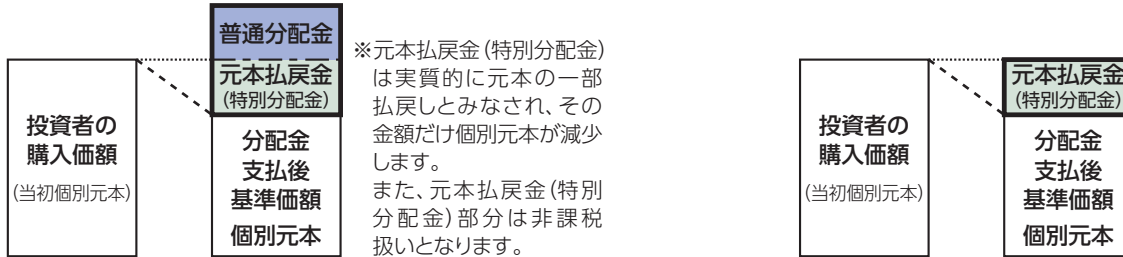 普通分配金
元本払戻金
(特別分配金)
投資者の
購入価額
(当初個別元本)
分配金
支払後
基準価額
個別元本
※元本払戻金(特別分配金)
は実質的に元本の一部
払戻しとみなされ、その
金額だけ個別元本が減少
します。
また、元本払戻金(特別
分配金)部分は非課税
扱いとなります。
投資者の
購入価額
(当初個別元本)
元本払戻金
(特別分配金)
分配金
支払後
基準価額
個別元本